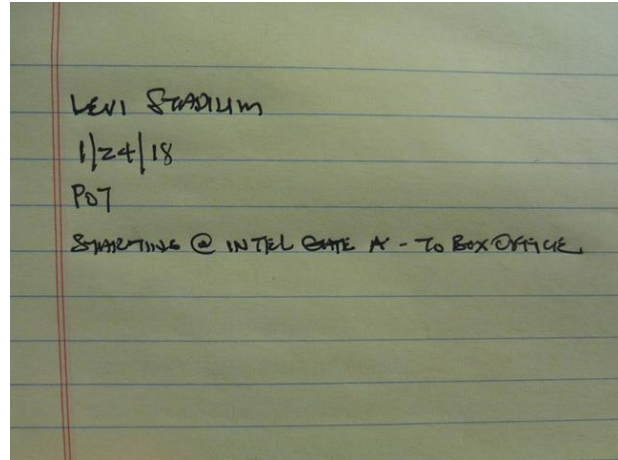 LEVI STADIUM
1/24/18
P07
STARTING @ INTEL GATE A - TO BOX OFFICE